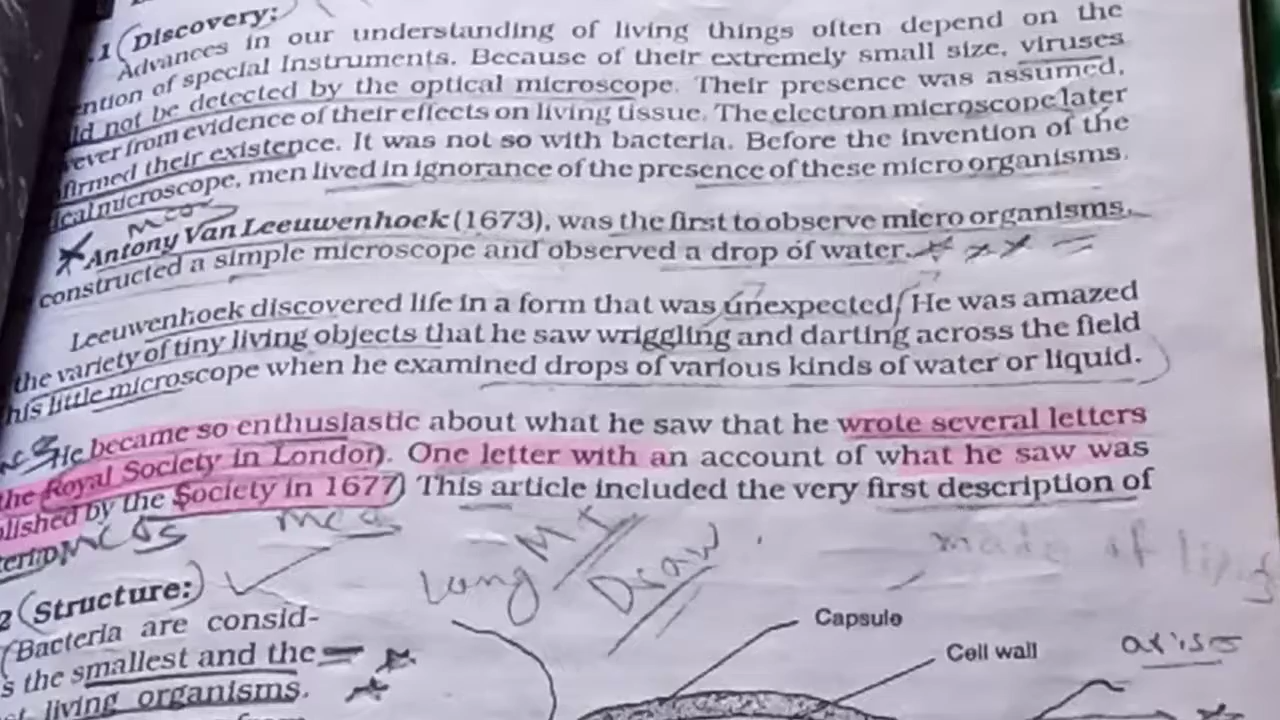 .1 (Discovery:
Advances in our understanding of living things often depend on the
ention of special Instruments. Because of their extremely small size, viruses
ld not be detected by the optical microscope. Their presence was assumed,
ever from evidence of their effects on living tissue. The electron microscope later
firmed their existence. It was not so with bacteria. Before the invention of the
ical microscope, men lived in ignorance of the presence of these micro organisms.
MCQs
Antony Van Leeuwenhoek (1673), was the first to observe micro organisms.
constructed a simple microscope and observed a drop of water.
Leeuwenhoek discovered life in a form that was unexpected. He was amazed
the variety of tiny living objects that he saw wriggling and darting across the field
his little microscope when he examined drops of various kinds of water or liquid.
He became so enthusiastic about what he saw that he wrote several letters
the Royal Society in London). One letter with an account of what he saw was
blished by the Society in 1677) This article included the very first description of
MCQs
MCQs
Long
Draw
made of
2 (Structure:)
(Bacteria are consid-
s the smallest and the
st living organisms.
Capsule
Cell wall